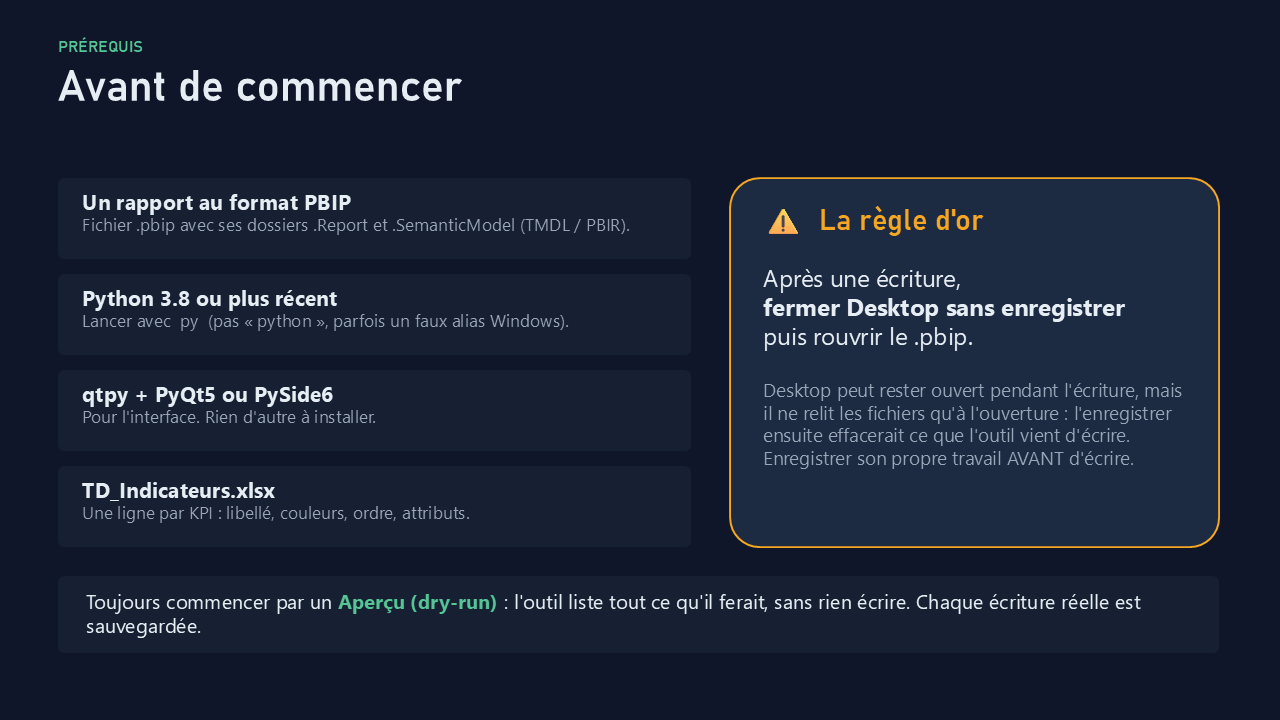 PRÉREQUIS
Avant de commencer
Un rapport au format PBIP
Fichier .pbip avec ses dossiers .Report et .SemanticModel (TMDL / PBIR).
Python 3.8 ou plus récent
Lancer avec  py  (pas « python », parfois un faux alias Windows).
qtpy + PyQt5 ou PySide6
Pour l'interface. Rien d'autre à installer.
TD_Indicateurs.xlsx
Une ligne par KPI : libellé, couleurs, ordre, attributs.
La règle d'or
Après une écriture,
fermer Desktop sans enregistrer
puis rouvrir le .pbip.
Desktop peut rester ouvert pendant l'écriture, mais
il ne relit les fichiers qu'à l'ouverture : l'enregistrer
ensuite effacerait ce que l'outil vient d'écrire.
Enregistrer son propre travail AVANT d'écrire.
Toujours commencer par un Aperçu (dry-run) : l'outil liste tout ce qu'il ferait, sans rien écrire. Chaque écriture réelle est
sauvegardée.